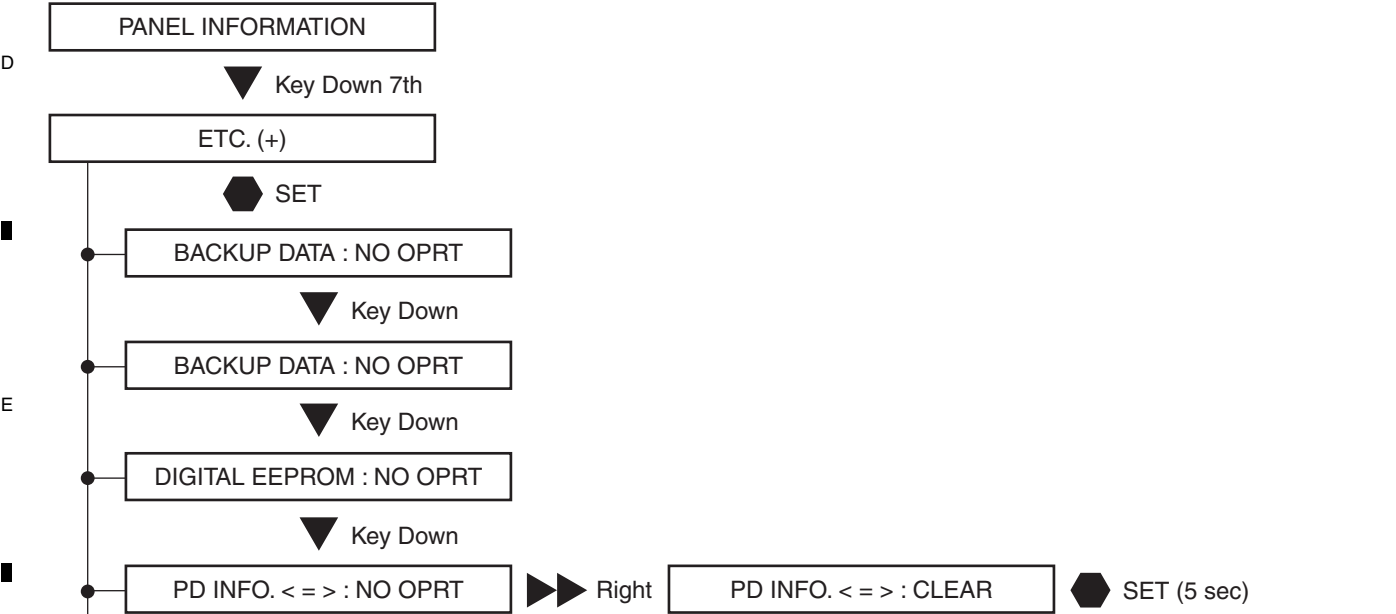 PANEL INFORMATION
D
Key Down 7th
ETC. (+)
SET
BACKUP DATA : NO OPRT
Key Down
BACKUP DATA : NO OPRT
E
Key Down
DIGITAL EEPROM : NO OPRT
Key Down
PD INFO. < = > : NO OPRT Right PD INFO. < = > : CLEAR SET (5 sec)